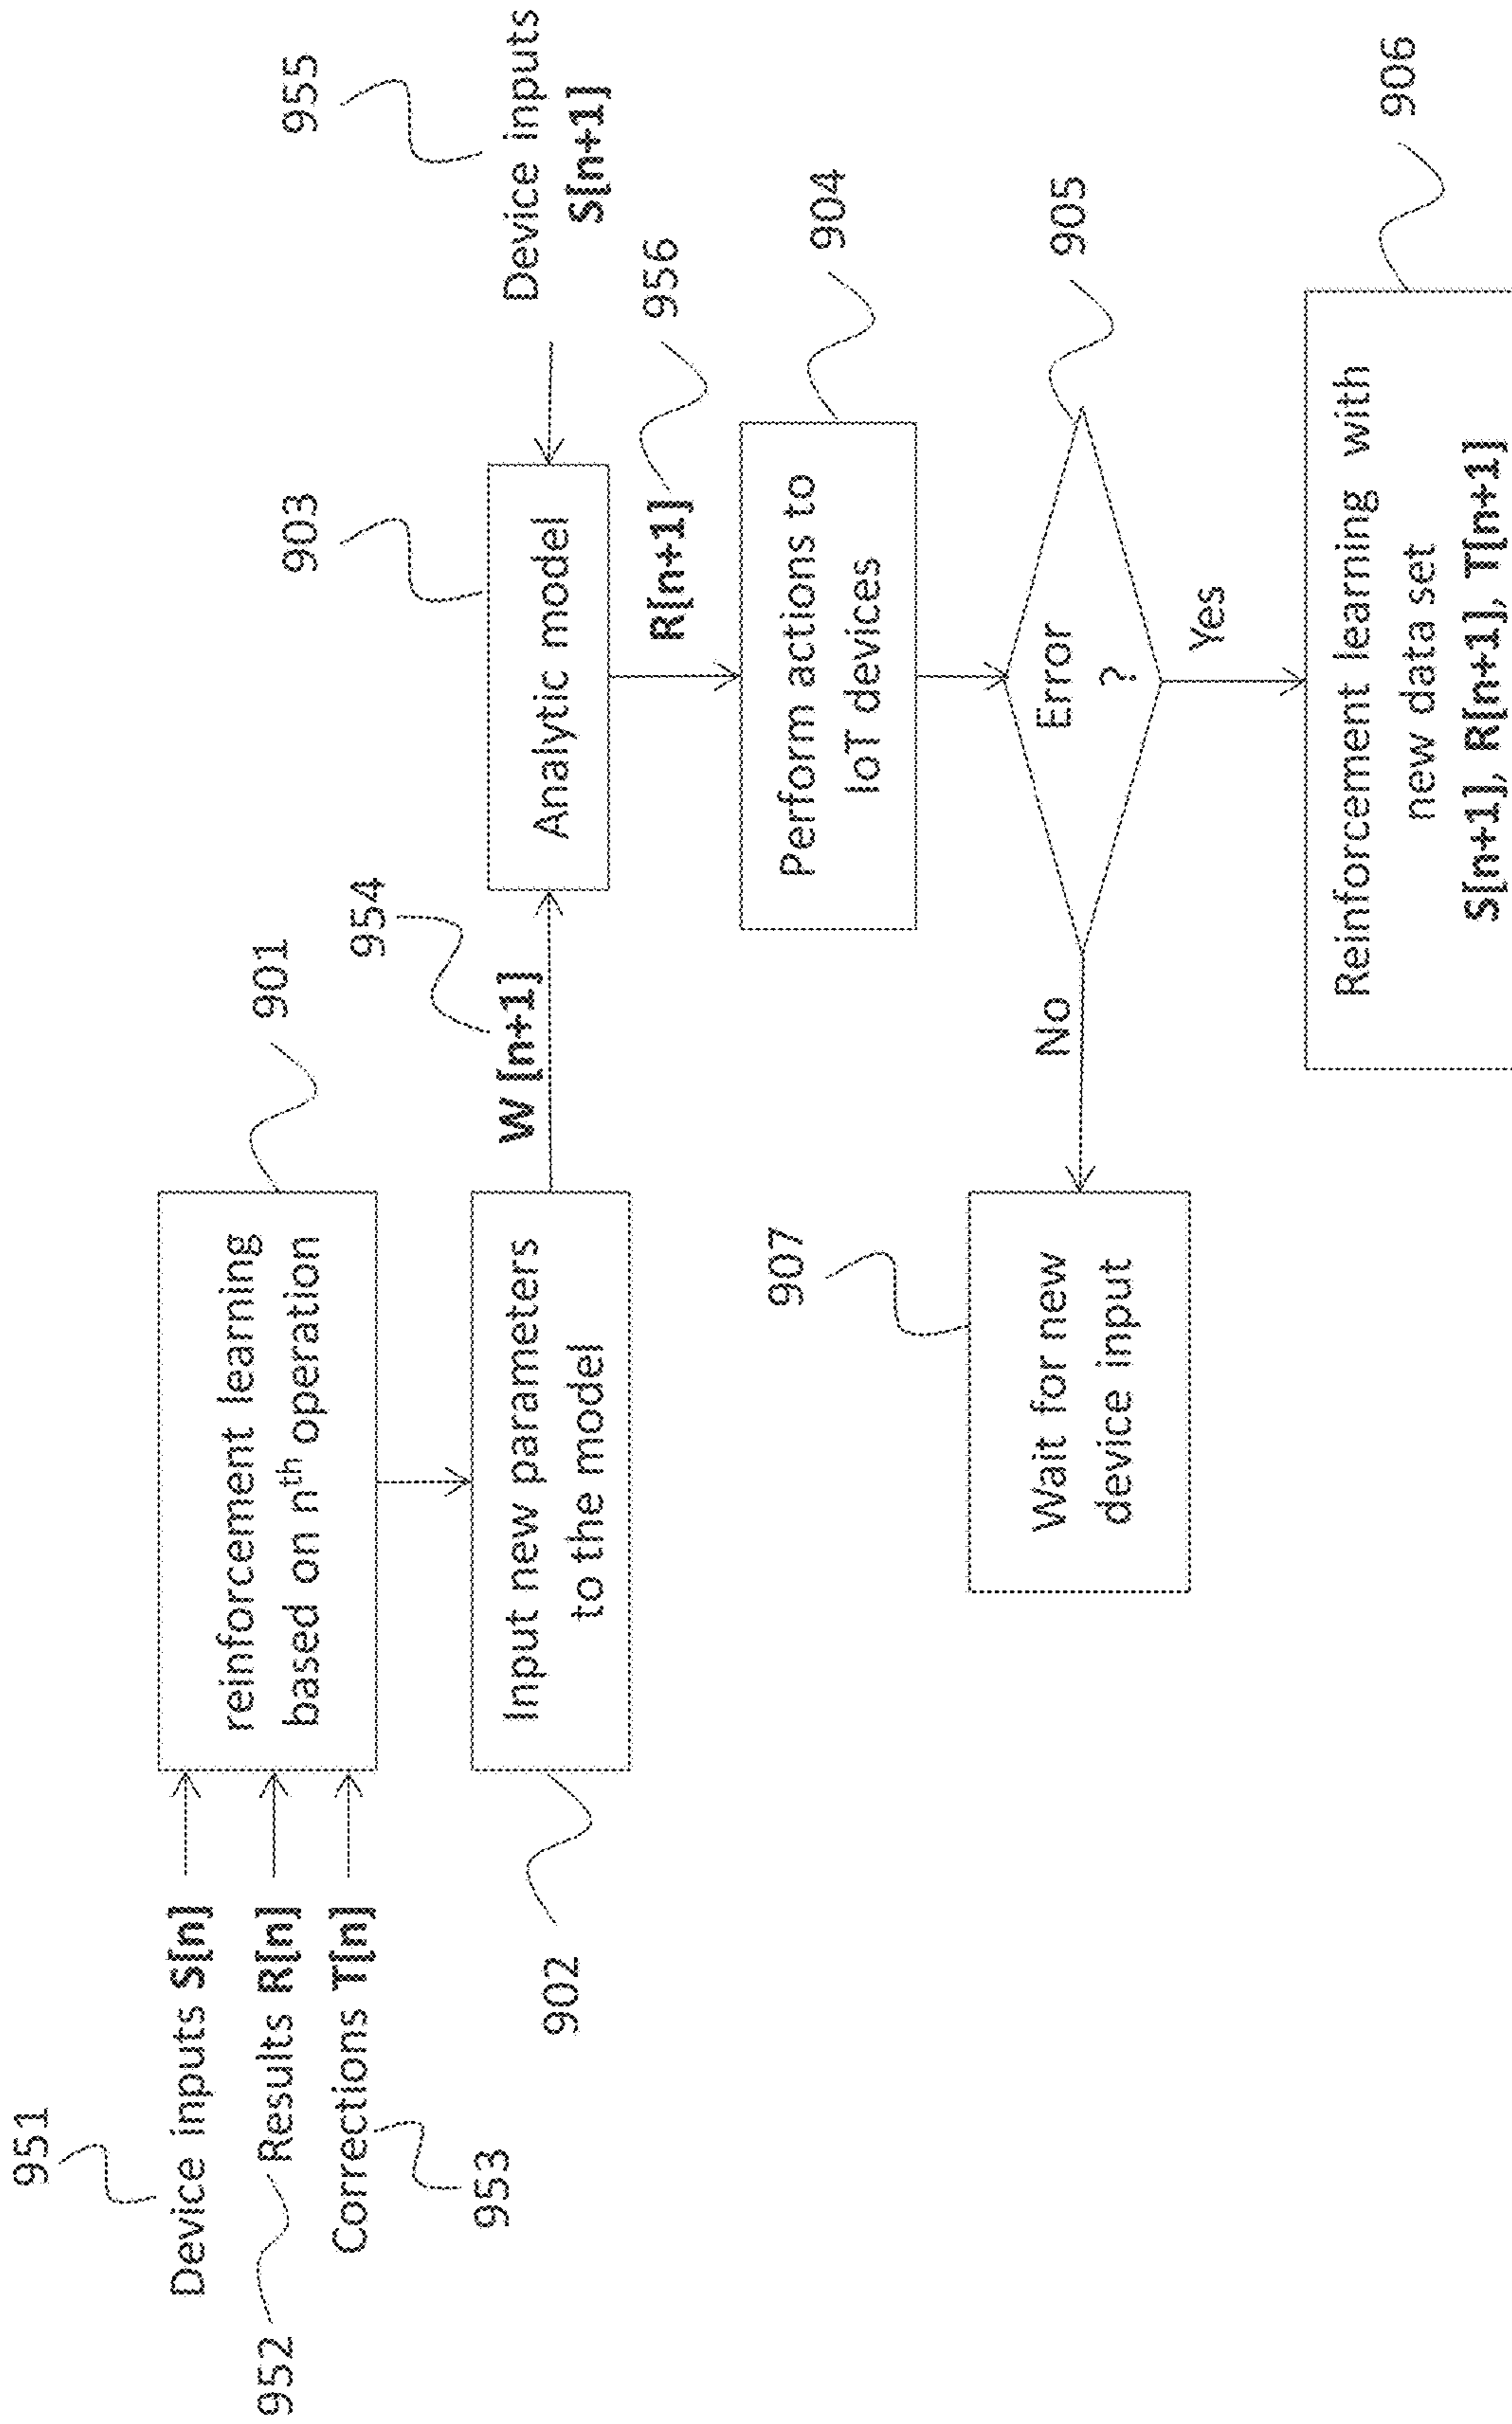 951
Device inputs S[n]
952
Results R[n]
Corrections T[n]
953
901
reinforcement learning
based on nth operation
902
Input new parameters
to the model
954
W [n+1]
903
Analytic model
955
Device inputs
S[n+1]
R[n+1]
956
904
Perform actions to
IoT devices
905
Error
?
No
907
Wait for new
device input
Yes
906
Reinforcement learning with
new data set
S[n+1], R[n+1], T[n+1]